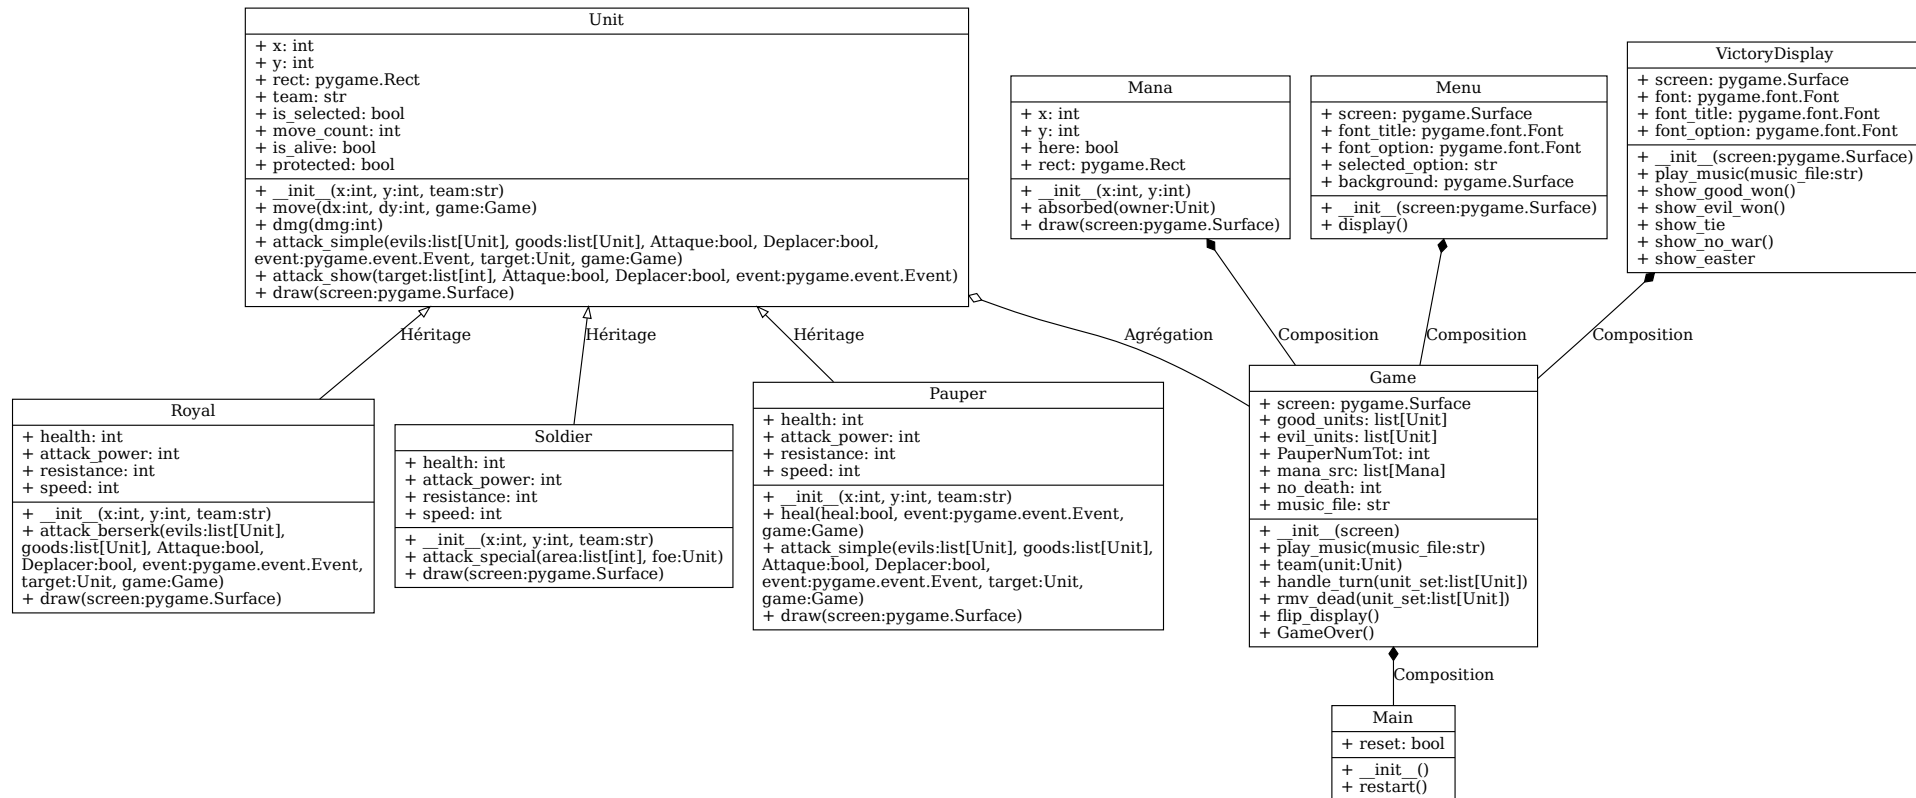 Unit
+ x: int
+ y: int
+ rect: pygame.Rect
+ team: str
+ is_selected: bool
+ move_count: int
+ is_alive: bool
+ protected: bool
+ __init__(x:int, y:int, team:str)
+ move(dx:int, dy:int, game:Game)
+ dmg(dmg:int)
+ attack_simple(evils:list[Unit], goods:list[Unit], Attaque:bool, Deplacer:bool,
event:pygame.event.Event, target:Unit, game:Game)
+ attack_show(target:list[int], Attaque:bool, Deplacer:bool, event:pygame.event.Event)
+ draw(screen:pygame.Surface)
Mana
+ x: int
+ y: int
+ here: bool
+ rect: pygame.Rect
+ __init__(x:int, y:int)
+ absorbed(owner:Unit)
+ draw(screen:pygame.Surface)
Menu
+ screen: pygame.Surface
+ font_title: pygame.font.Font
+ font_option: pygame.font.Font
+ selected_option: str
+ background: pygame.Surface
+ __init__(screen:pygame.Surface)
+ display()
VictoryDisplay
+ screen: pygame.Surface
+ font: pygame.font.Font
+ font_title: pygame.font.Font
+ font_option: pygame.font.Font
+ __init__(screen:pygame.Surface)
+ play_music(music_file:str)
+ show_good_won()
+ show_evil_won()
+ show_tie
+ show_no_war()
+ show_easter
Héritage
Héritage
Héritage
Agrégation
Composition
Composition
Composition
Royal
+ health: int
+ attack_power: int
+ resistance: int
+ speed: int
+ __init__(x:int, y:int, team:str)
+ attack_berserk(evils:list[Unit],
goods:list[Unit], Attaque:bool,
Deplacer:bool, event:pygame.event.Event,
target:Unit, game:Game)
+ draw(screen:pygame.Surface)
Soldier
+ health: int
+ attack_power: int
+ resistance: int
+ speed: int
+ __init__(x:int, y:int, team:str)
+ attack_special(area:list[int], foe:Unit)
+ draw(screen:pygame.Surface)
Pauper
+ health: int
+ attack_power: int
+ resistance: int
+ speed: int
+ __init__(x:int, y:int, team:str)
+ heal(heal:bool, event:pygame.event.Event,
game:Game)
+ attack_simple(evils:list[Unit], goods:list[Unit],
Attaque:bool, Deplacer:bool,
event:pygame.event.Event, target:Unit,
game:Game)
+ draw(screen:pygame.Surface)
Game
+ screen: pygame.Surface
+ good_units: list[Unit]
+ evil_units: list[Unit]
+ PauperNumTot: int
+ mana_src: list[Mana]
+ no_death: int
+ music_file: str
+ __init__(screen)
+ play_music(music_file:str)
+ team(unit:Unit)
+ handle_turn(unit_set:list[Unit])
+ rmv_dead(unit_set:list[Unit])
+ flip_display()
+ GameOver()
Composition
Main
+ reset: bool
+ __init__()
+ restart()